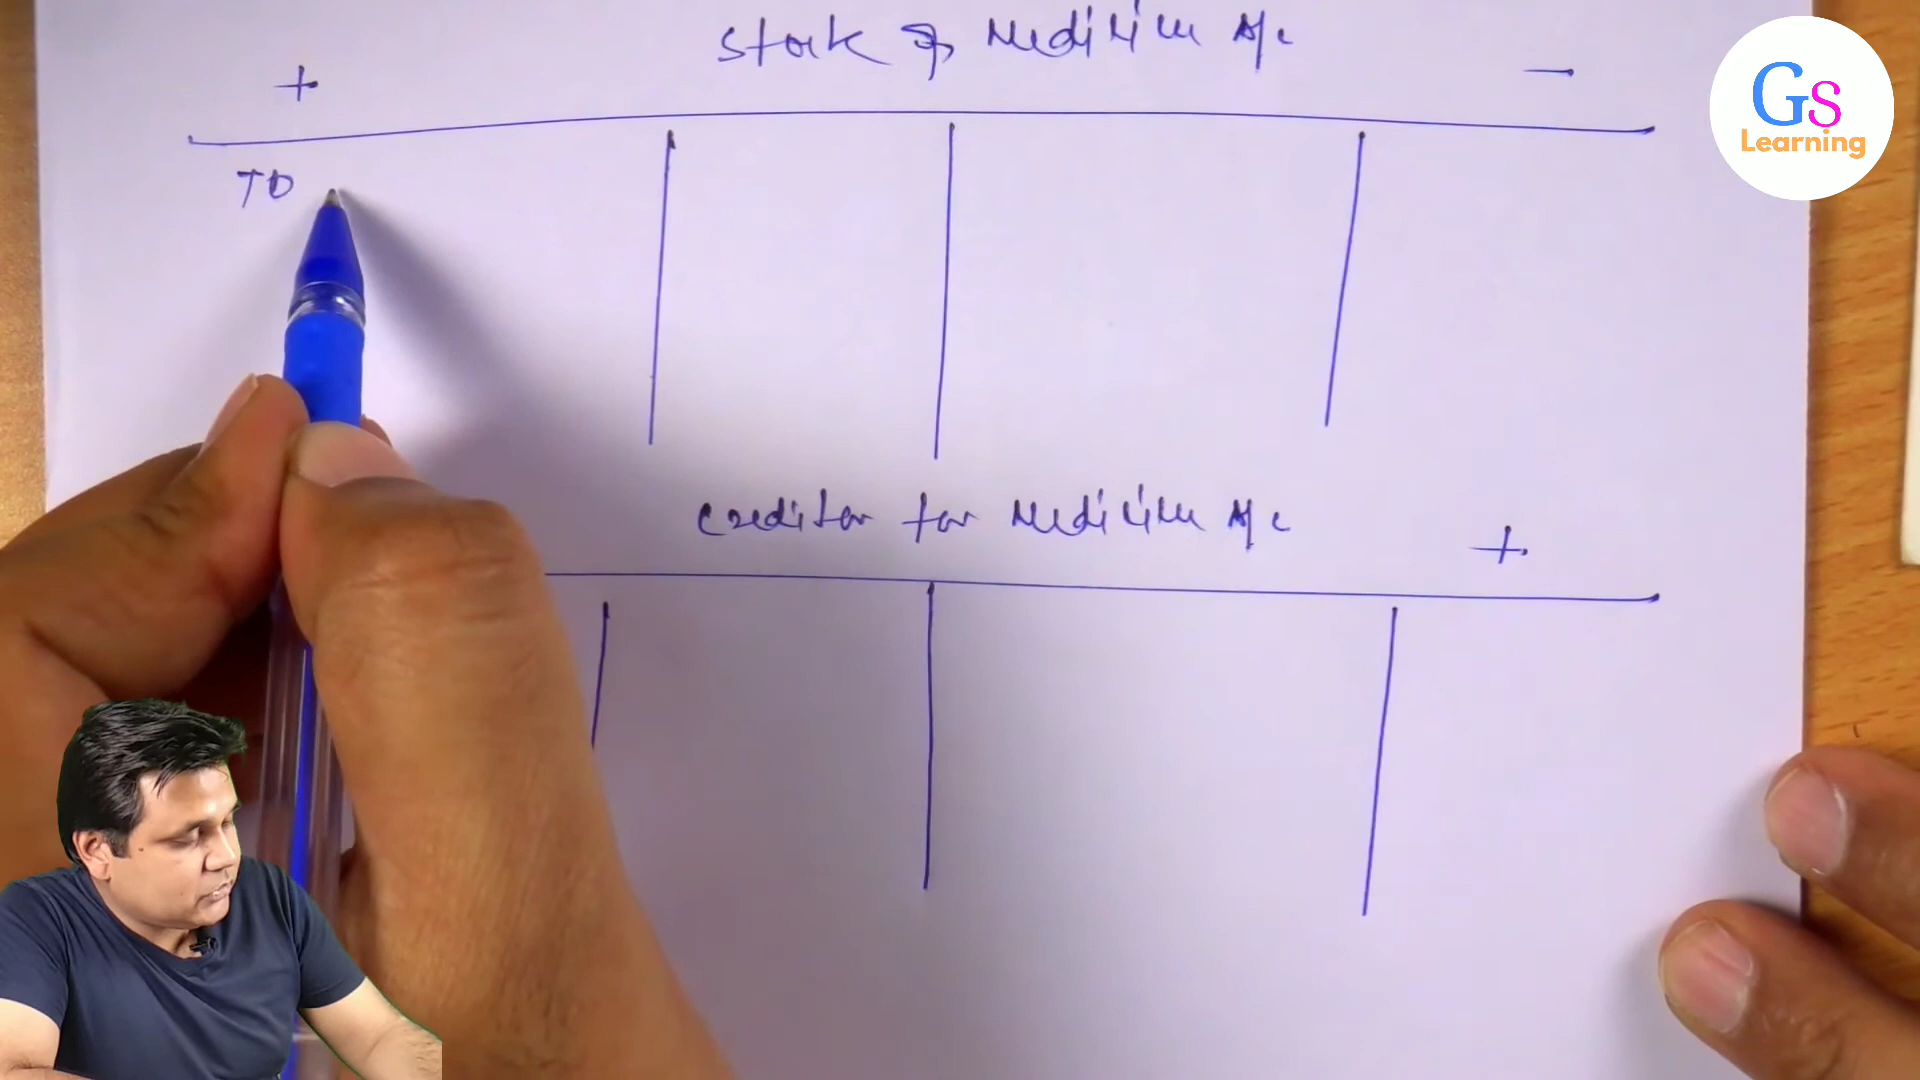 Stock of Medicine A/c
+
-
GS
Learning
To
Creditor for Medicine A/c
+